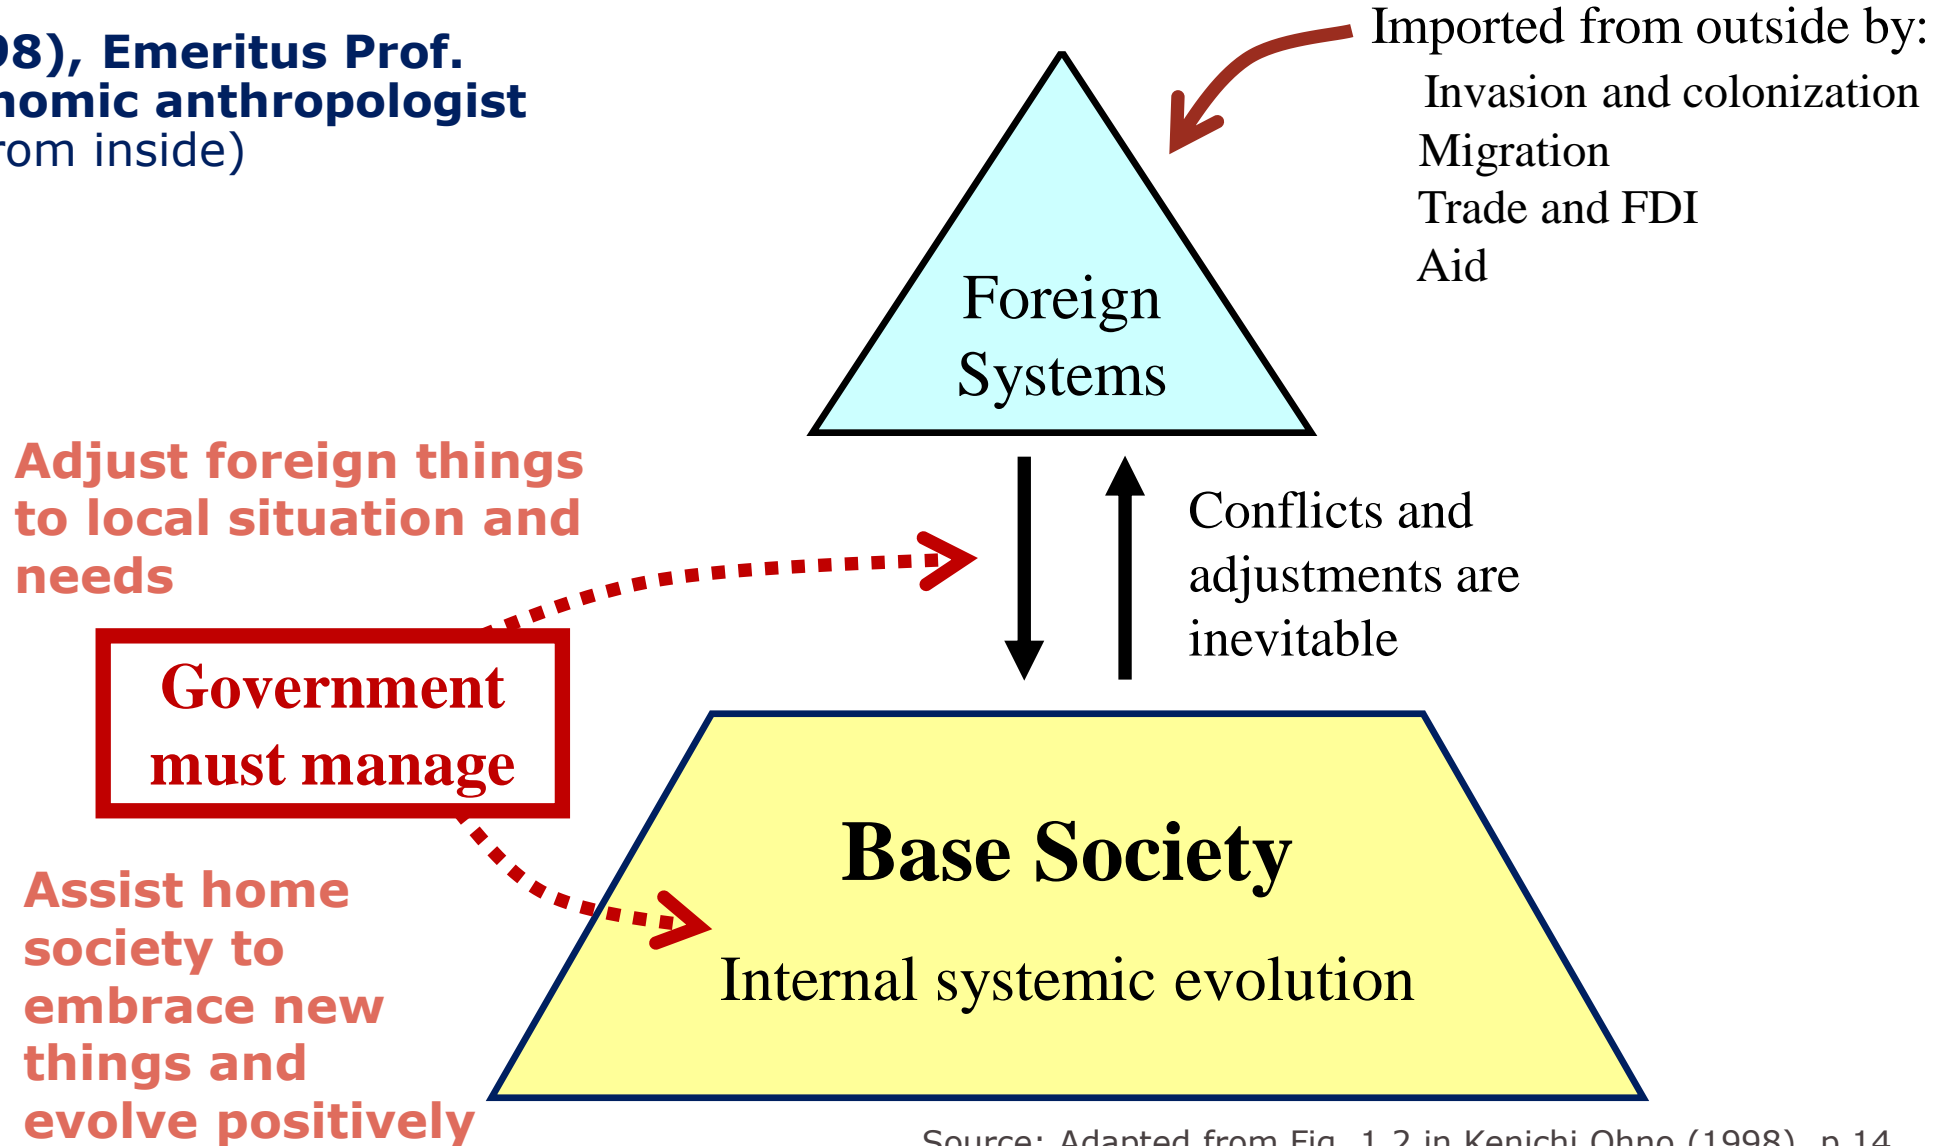 98), Emeritus Prof.
nomic anthropologist
rom inside)
Imported from outside by:
Invasion and colonization
Migration
Trade and FDI
Aid
Foreign
Systems
Adjust foreign things
to local situation and
needs
Conflicts and
adjustments are
inevitable
Government
must manage
Base Society
Internal systemic evolution
Assist home
society to
embrace new
things and
evolve positively
Source: Adapted from Fig. 1.2 in Kenichi Ohno (1998), p.14.